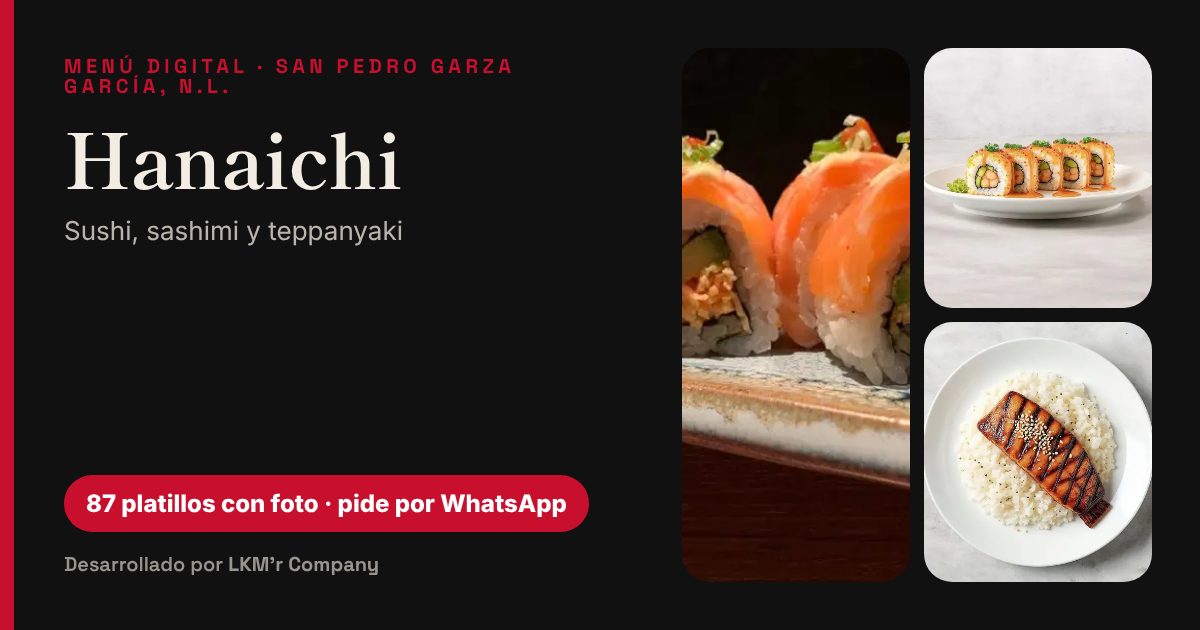 MENÚ DIGITAL · SAN PEDRO GARZA
GARCÍA, N.L.
Hanaichi
Sushi, sashimi y teppanyaki
87 platillos con foto · pide por WhatsApp
Desarrollado por LKM’r Company